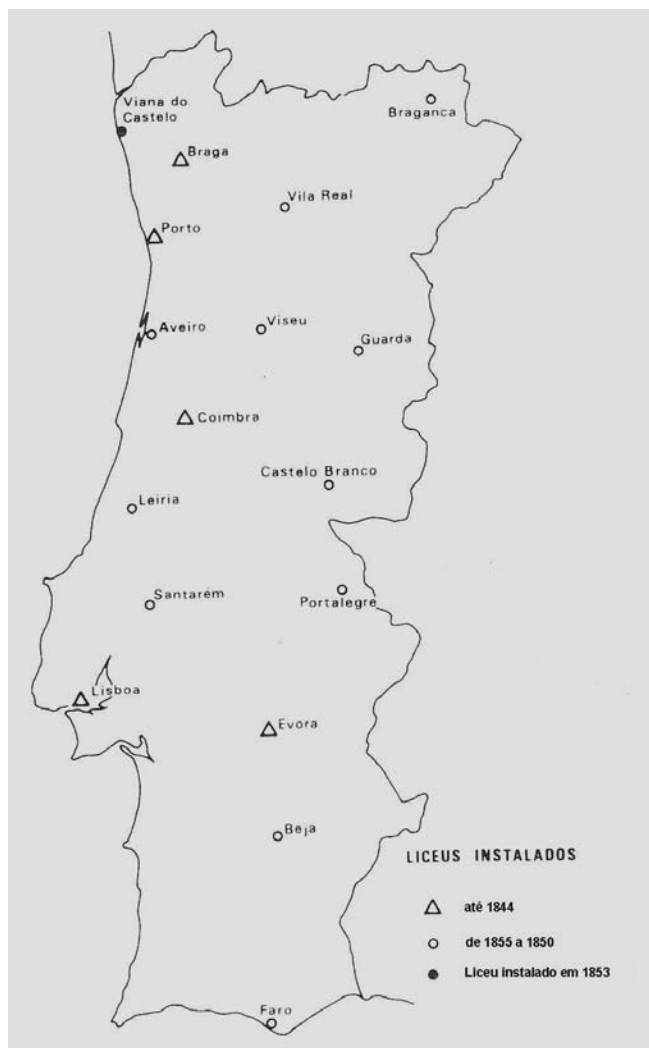 Viana do
Castelo
Braganca
Braga
Vila Real
Porto
Aveiro
Viseu
Guarda
Coimbra
Castelo Branco
Leiria
Santarém
Portalegre
Lisboa
Evora
Beja
LICEUS INSTALADOS
até 1844
de 1855 a 1850
Liceu instalado em 1853
Faro